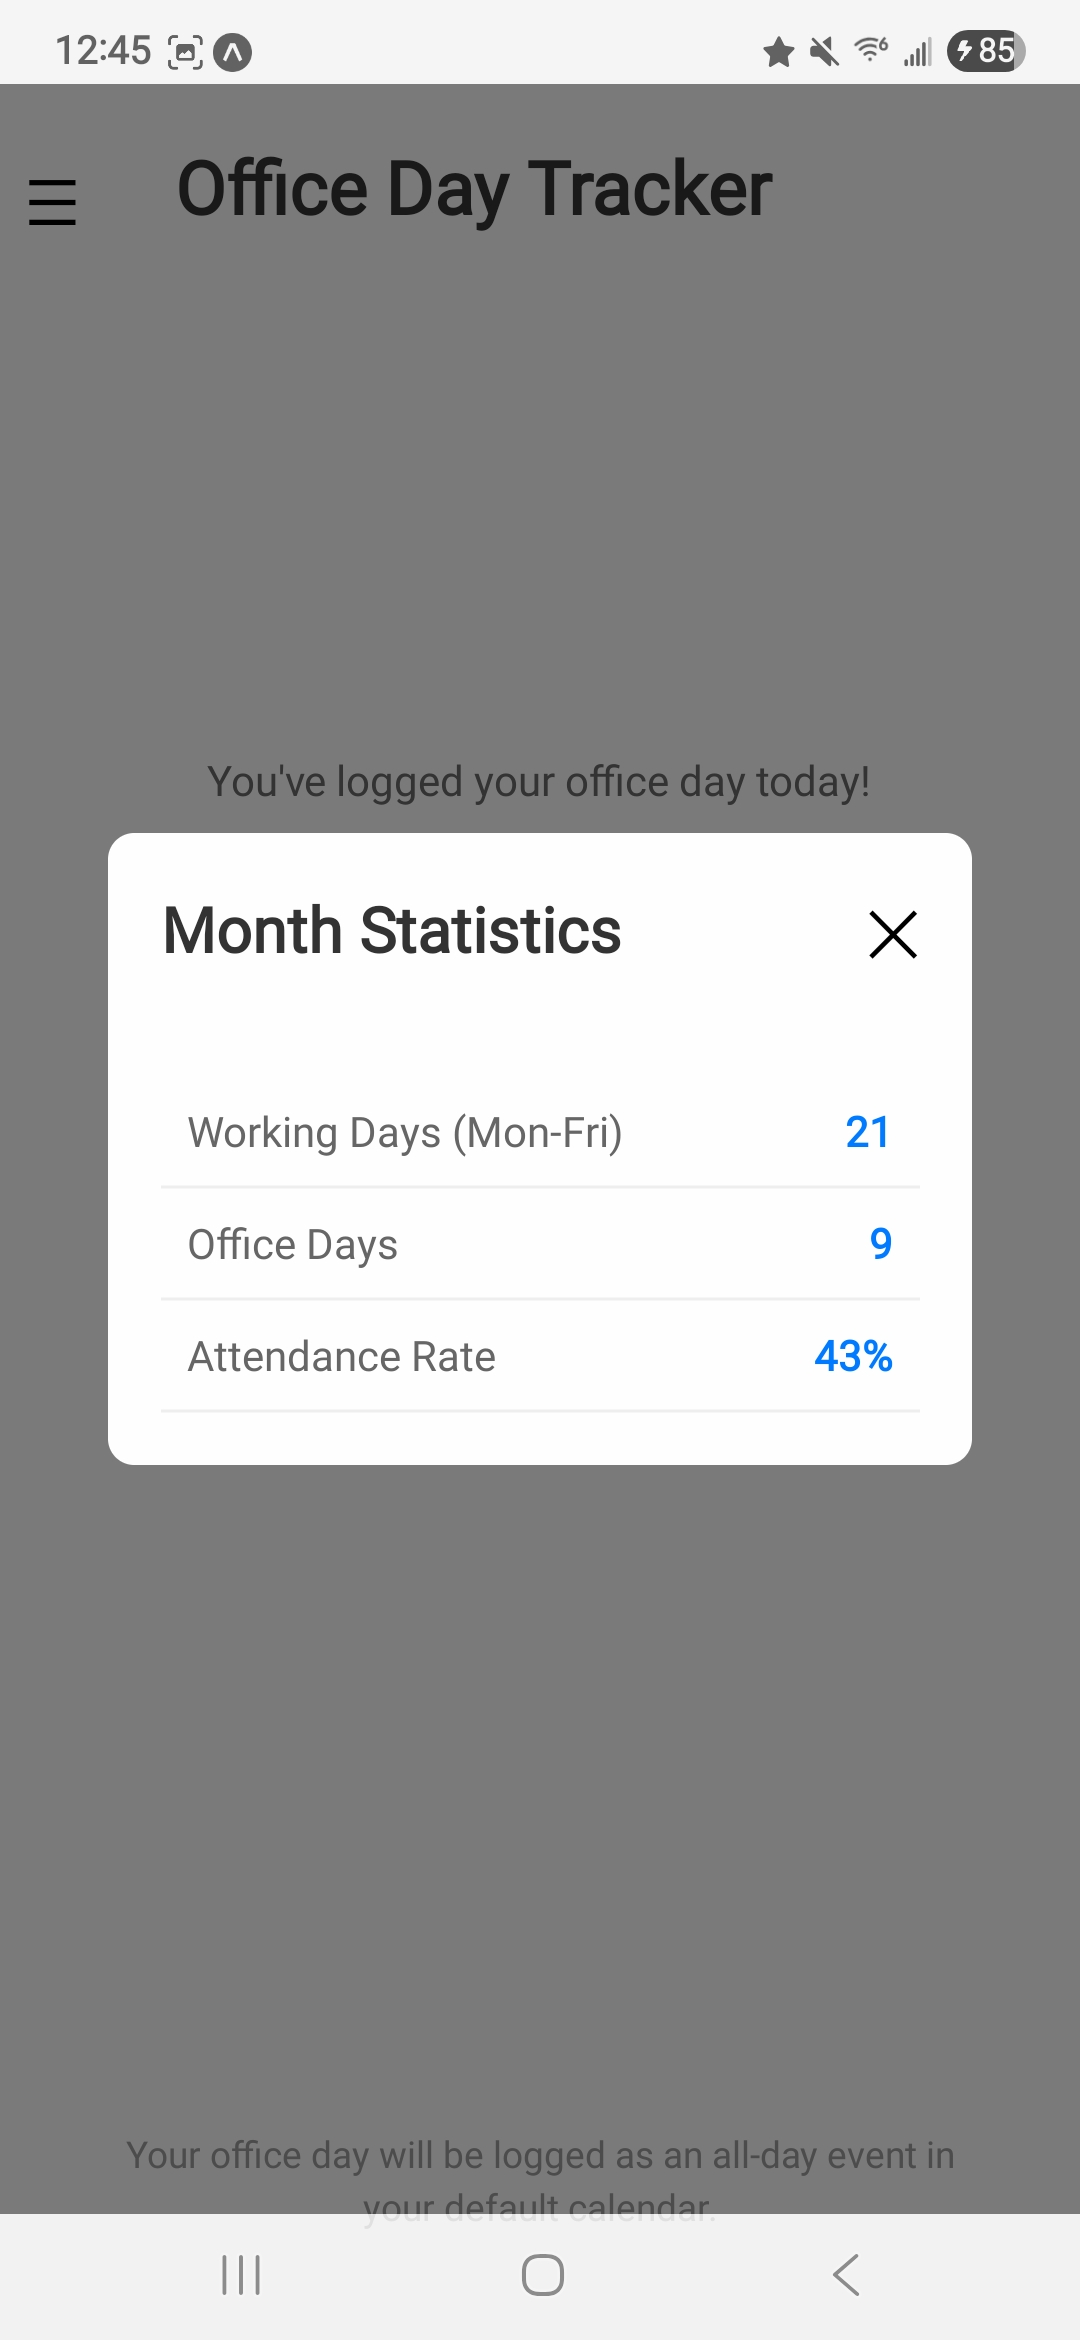 12:45
6
85
Office Day Tracker
You've logged your office day today!
Month Statistics
Working Days (Mon-Fri) 21
Office Days 9
Attendance Rate 43%
Your office day will be logged as an all-day event in
your default calendar.